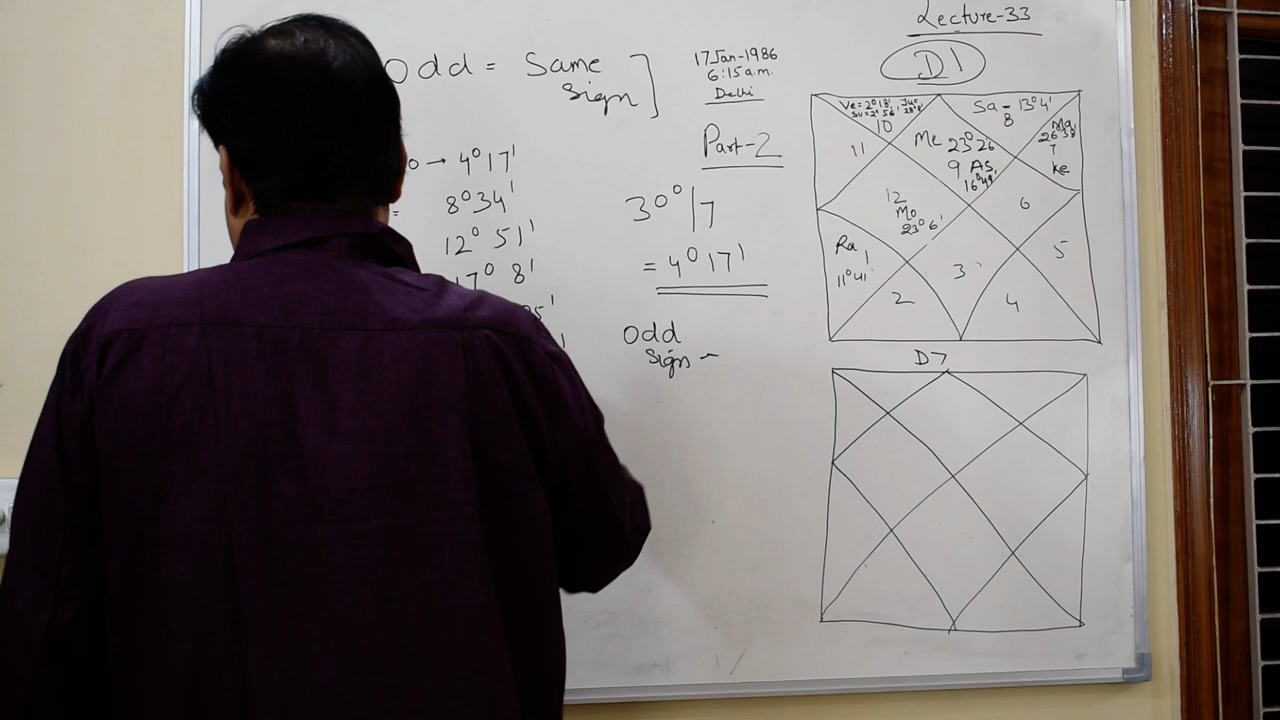 Lecture-33
Odd = Same
Sign
17 Jan-1986
6:15 a.m.
Delhi
Part-2
0 → 4°17'
= 8°34'
12° 51'
17° 8'
30°/7
= 4°17'
Odd
Sign -
D1
Ve = 2°18'
Su = 2°56'
10
Sa - 13°4'
8
Ma
26°38'
7
Ke
11
Me 23°26
9 As
16°49'
12
Mo
23°6'
6
Ra 1
11°41'
5
2
3
4
D7